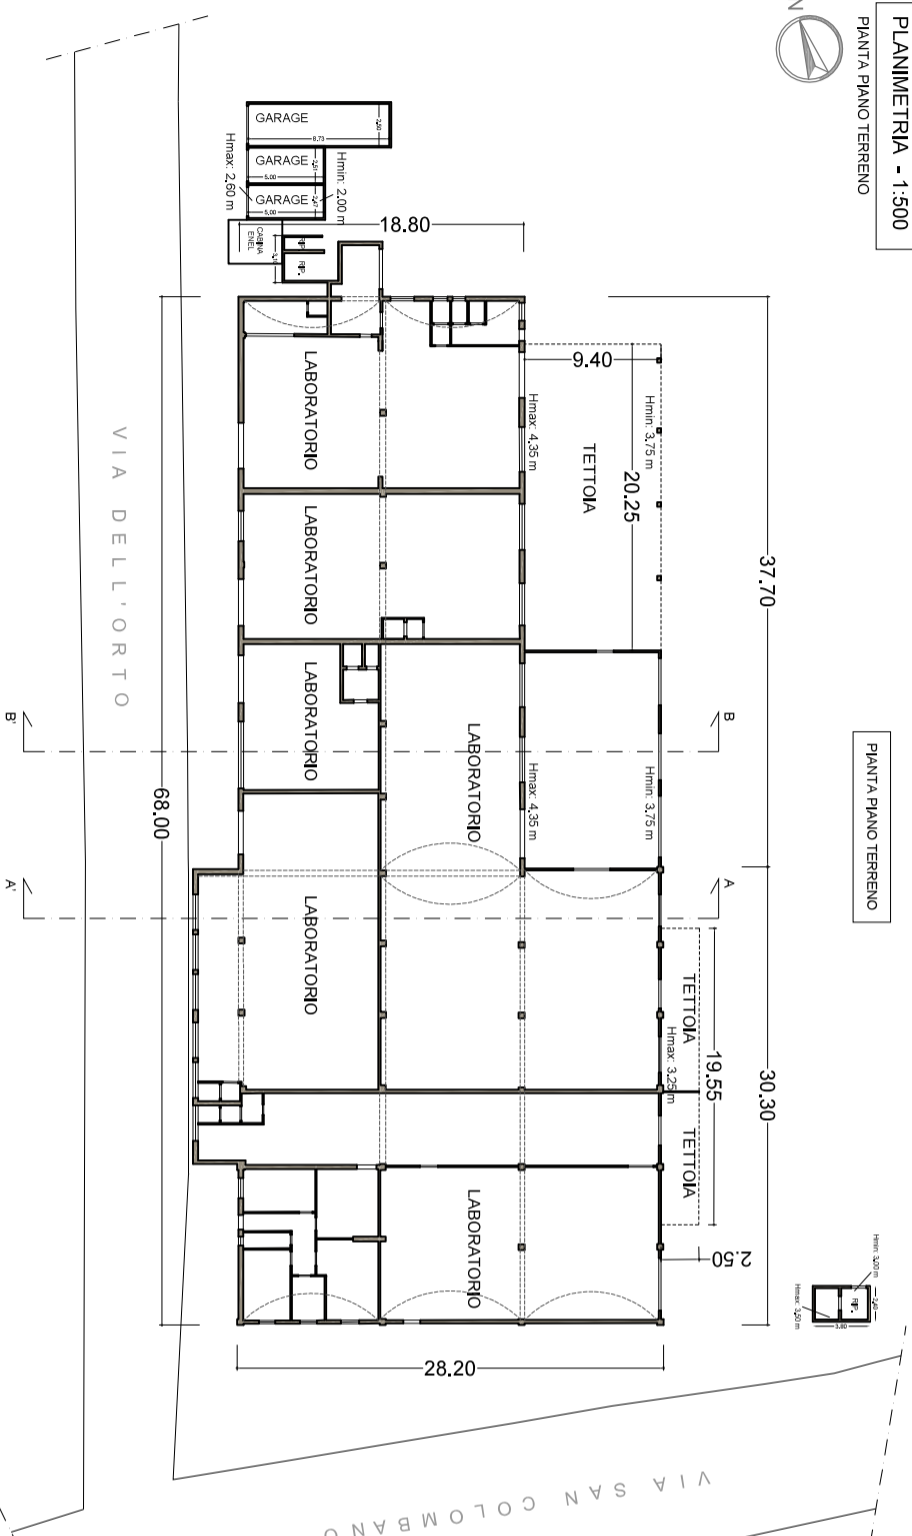 PLANIMETRIA - 1:500
PIANTA PIANO TERRENO
N
PIANTA PIANO TERRENO
GARAGE
2,50
8,73
GARAGE
5,00
GARAGE
5,00
Hmin: 2,00 m
Hmax: 2,60 m
CABINA
ENEL
RIP.
RIP.
18.80
9.40
20.25
TETTOIA
Hmax: 4,35 m
Hmin: 3,75 m
37.70
LABORATORIO
LABORATORIO
LABORATORIO
LABORATORIO
LABORATORIO
LABORATORIO
Hmax: 4,35 m
Hmin: 3,75 m
VIA DELL'ORTO
68.00
B'
B
A'
A
TETTOIA
Hmax: 3,25 m
19.55
TETTOIA
30.30
2.50
28.20
Hmin: 3,00 m
RIP.
3,80
Hmax: 3,50 m
VIA SAN COLOMBANO